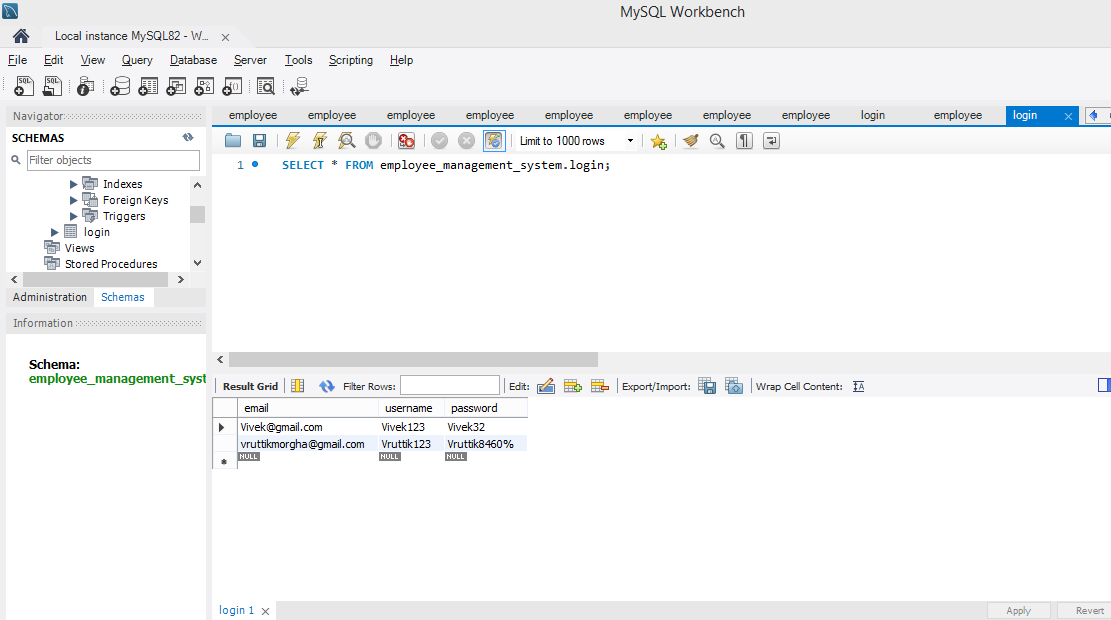 MySQL Workbench
Local instance MySQL82 - W...
File Edit View Query Database Server Tools Scripting Help
Navigator
SCHEMAS
Filter objects
Indexes
Foreign Keys
Triggers
login
Views
Stored Procedures
Administration Schemas
Information
Schema:
employee_management_syst
employee employee employee employee employee employee employee employee login employee login
Limit to 1000 rows
1 SELECT * FROM employee_management_system.login;
Result Grid Filter Rows: Edit: Export/Import: Wrap Cell Content: IA
email username password
Vivek@gmail.com Vivek123 Vivek32
vruttikmorgha@gmail.com Vruttik123 Vruttik8460%
NULL NULL NULL
login 1 Apply Revert